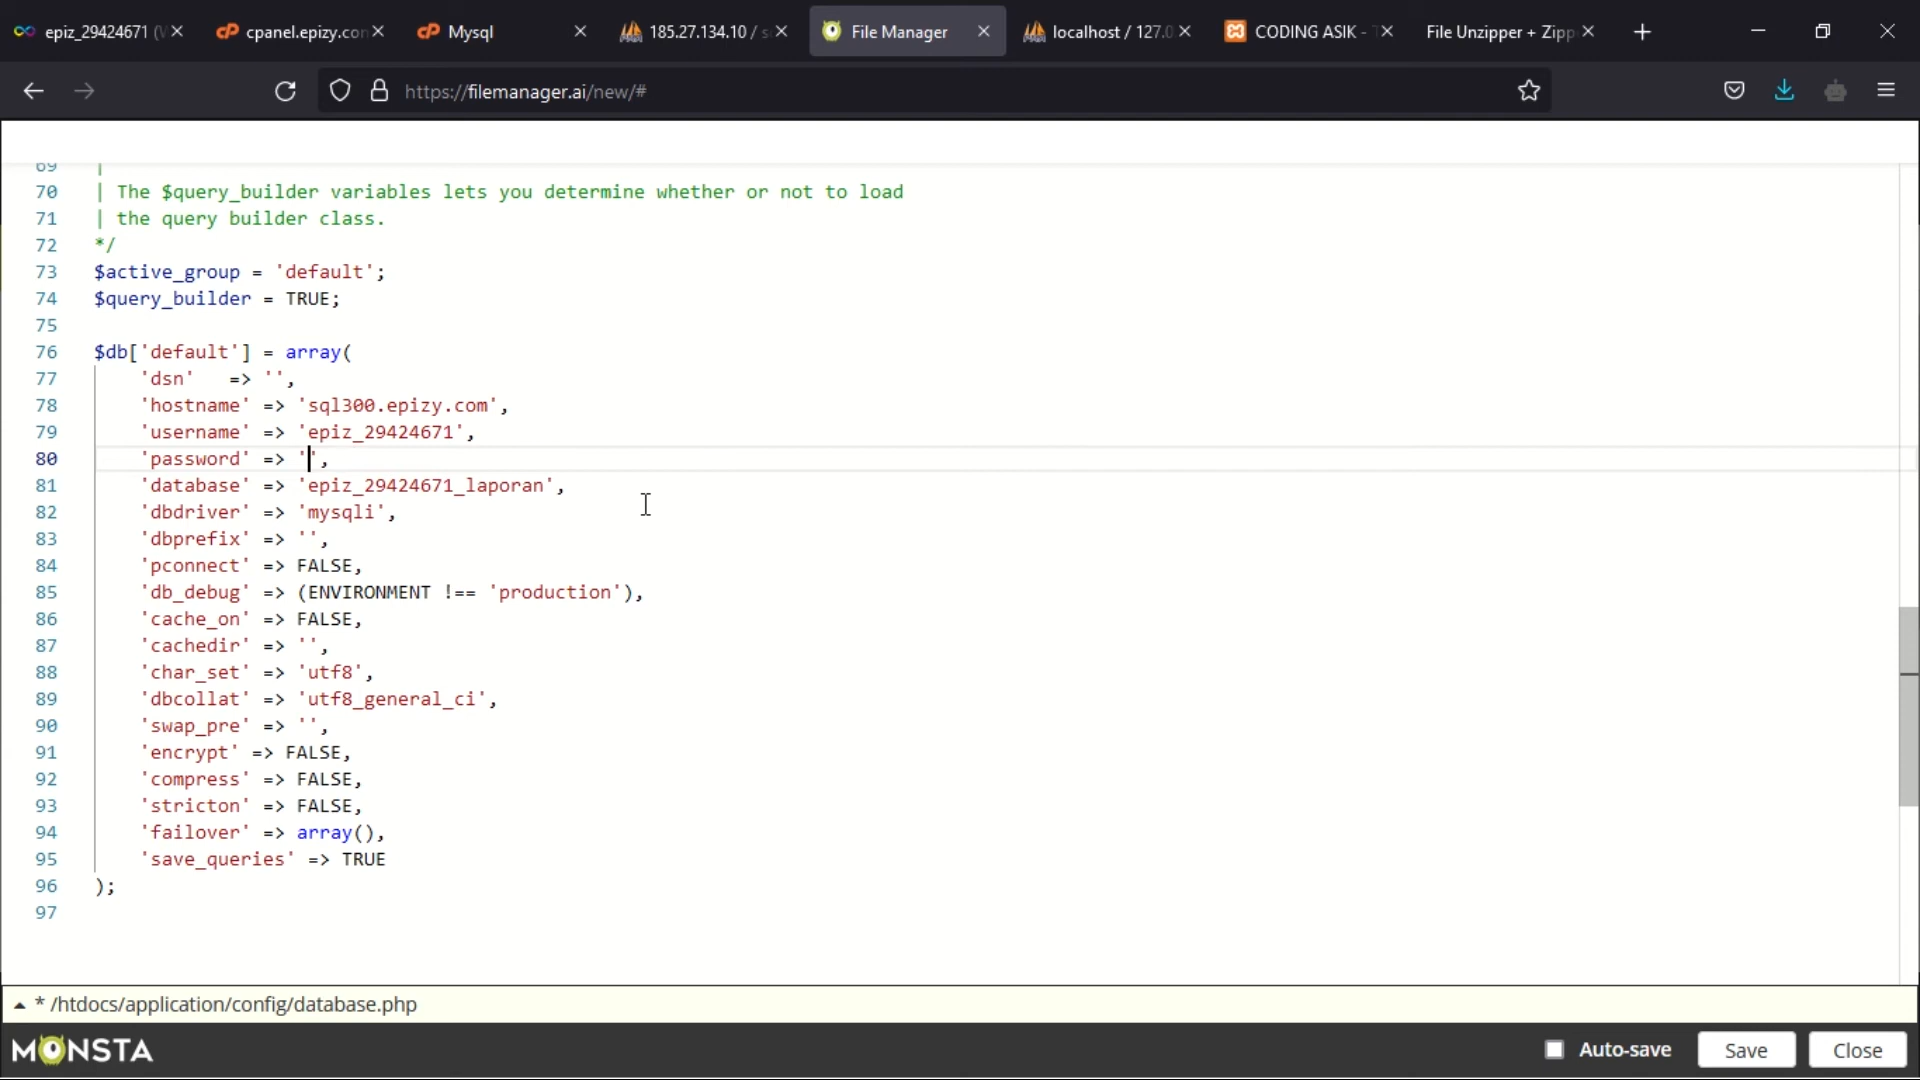 epiz_29424671 (
cpanel.epizy.con
Mysql
185.27.134.10 /
File Manager
localhost / 127.0
CODING ASIK -
File Unzipper + Zipp
https://filemanager.ai/new/#
69 |
70 | The $query_builder variables lets you determine whether or not to load
71 | the query builder class.
72 */
73 $active_group = 'default';
74 $query_builder = TRUE;
75
76 $db['default'] = array(
77 'dsn' => '',
78 'hostname' => 'sql300.epizy.com',
79 'username' => 'epiz_29424671',
80 'password' => '',
81 'database' => 'epiz_29424671_laporan',
82 'dbdriver' => 'mysqli',
83 'dbprefix' => '',
84 'pconnect' => FALSE,
85 'db_debug' => (ENVIRONMENT !== 'production'),
86 'cache_on' => FALSE,
87 'cachedir' => '',
88 'char_set' => 'utf8',
89 'dbcollat' => 'utf8_general_ci',
90 'swap_pre' => '',
91 'encrypt' => FALSE,
92 'compress' => FALSE,
93 'stricton' => FALSE,
94 'failover' => array(),
95 'save_queries' => TRUE
96 );
97
* /htdocs/application/config/database.php
MONSTA
Auto-save
Save
Close